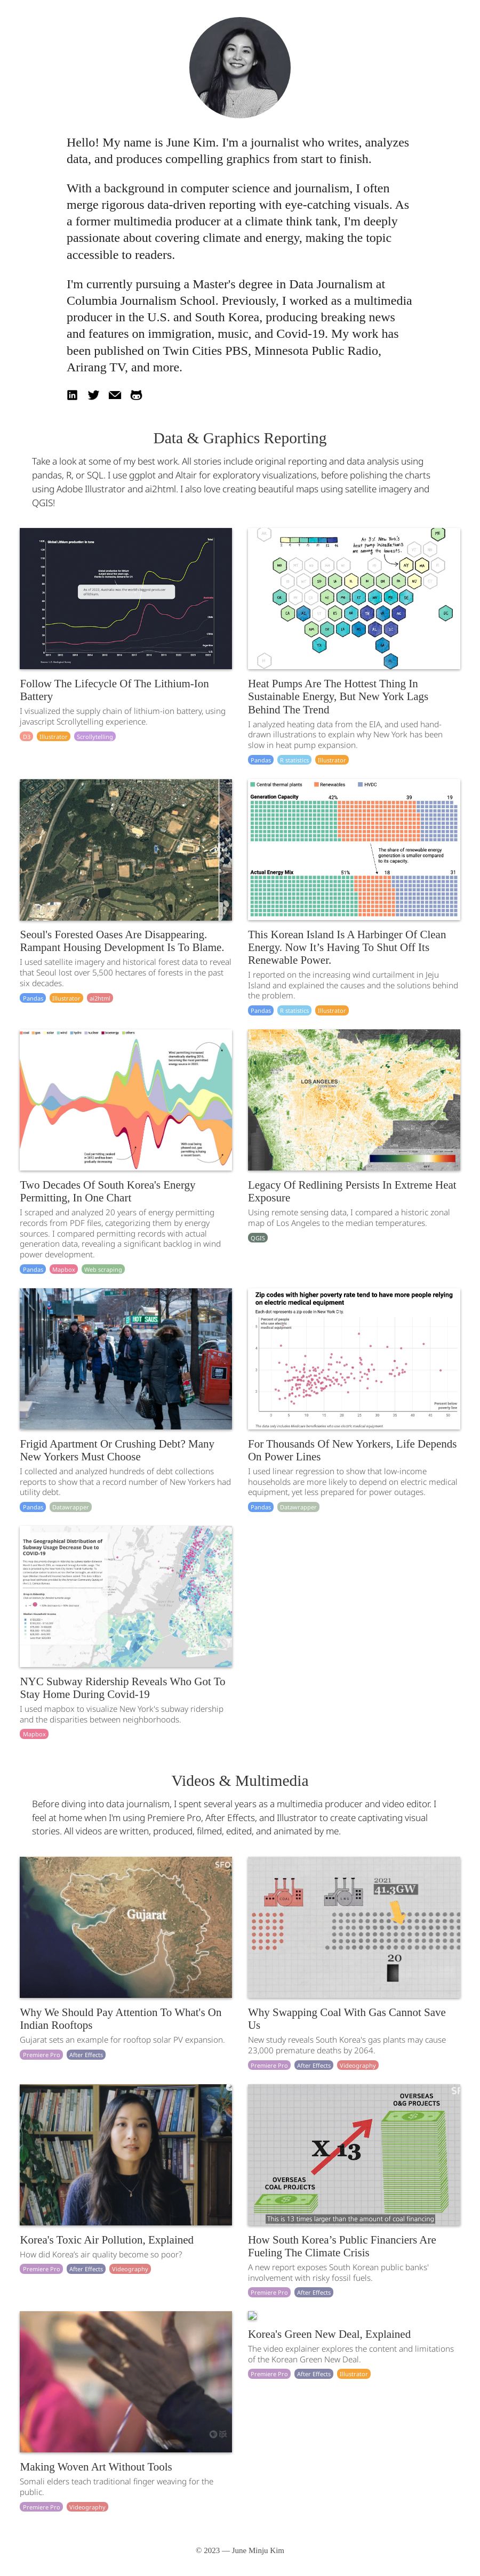 Hello! My name is June Kim. I'm a journalist who writes, analyzes
data, and produces compelling graphics from start to finish.
With a background in computer science and journalism, I often
merge rigorous data-driven reporting with eye-catching visuals. As
a former multimedia producer at a climate think tank, I'm deeply
passionate about covering climate and energy, making the topic
accessible to readers.
I'm currently pursuing a Master's degree in Data Journalism at
Columbia Journalism School. Previously, I worked as a multimedia
producer in the U.S. and South Korea, producing breaking news
and features on immigration, music, and Covid-19. My work has
been published on Twin Cities PBS, Minnesota Public Radio,
Arirang TV, and more.
Data & Graphics Reporting
Take a look at some of my best work. All stories include original reporting and data analysis using
pandas, R, or SQL. I use ggplot and Altair for exploratory visualizations, before polishing the charts
using Adobe Illustrator and ai2html. I also love creating beautiful maps using satellite imagery and
QGIS!
Global Lithium production in tons
Follow The Lifecycle Of The Lithium-Ion
Battery
I visualized the supply chain of lithium-ion battery, using
javascript Scrollytelling experience.
D3 Illustrator Scrollytelling
Heat Pumps Are The Hottest Thing In
Sustainable Energy, But New York Lags
Behind The Trend
I analyzed heating data from the EIA, and used hand-
drawn illustrations to explain why New York has been
slow in heat pump expansion.
Pandas R statistics Illustrator
Seoul's Forested Oases Are Disappearing.
Rampant Housing Development Is To Blame.
I used satellite imagery and historical forest data to reveal
that Seoul lost over 5,500 hectares of forests in the past
six decades.
Pandas Illustrator ai2html
Central thermal plants Renewables HVEC
Generation Capacity 42% 39 19
The share of renewable energy
generation is smaller compared
to its capacity.
Actual Energy Mix 51% 18 31
This Korean Island Is A Harbinger Of Clean
Energy. Now It’s Having To Shut Off Its
Renewable Power.
I reported on the increasing wind curtailment in Jeju
Island and explained the causes and the solutions behind
the problem.
Pandas R statistics Illustrator
Two Decades Of South Korea's Energy
Permitting, In One Chart
I scraped and analyzed 20 years of energy permitting
records from PDF files, categorizing them by energy
sources. I compared permitting records with actual
generation data, revealing a significant backlog in wind
power development.
Pandas Mapbox Web scraping
LOS ANGELES
Legacy Of Redlining Persists In Extreme Heat
Exposure
Using remote sensing data, I compared a historic zonal
map of Los Angeles to the median temperatures.
QGIS
Frigid Apartment Or Crushing Debt? Many
New Yorkers Must Choose
I collected and analyzed hundreds of debt collections
reports to show that a record number of New Yorkers had
utility debt.
Pandas Datawrapper
Zip codes with higher poverty rate tend to have more people relying
on electric medical equipment
Each dot represents a zip code in New York City.
Percent of people
who use electric
medical equipment
Percent below
poverty line
For Thousands Of New Yorkers, Life Depends
On Power Lines
I used linear regression to show that low-income
households are more likely to depend on electric medical
equipment, yet less prepared for power outages.
Pandas Datawrapper
The Geographical Distribution of
Subway Usage Decrease Due to
COVID-19
NYC Subway Ridership Reveals Who Got To
Stay Home During Covid-19
I used mapbox to visualize New York's subway ridership
and the disparities between neighborhoods.
Mapbox
Videos & Multimedia
Before diving into data journalism, I spent several years as a multimedia producer and video editor. I
feel at home when I'm using Premiere Pro, After Effects, and Illustrator to create captivating visual
stories. All videos are written, produced, filmed, edited, and animated by me.
SFO
Gujarat
Why We Should Pay Attention To What's On
Indian Rooftops
Gujarat sets an example for rooftop solar PV expansion.
Premiere Pro After Effects
2021
41.3GW
20
Why Swapping Coal With Gas Cannot Save
Us
New study reveals South Korea's gas plants may cause
23,000 premature deaths by 2064.
Premiere Pro After Effects Videography
Korea's Toxic Air Pollution, Explained
How did Korea's air quality become so poor?
Premiere Pro After Effects Videography
OVERSEAS
O&G PROJECTS
X 13
OVERSEAS
COAL PROJECTS
This is 13 times larger than the amount of coal financing
How South Korea’s Public Financiers Are
Fueling The Climate Crisis
A new report exposes South Korean public banks'
involvement with risky fossil fuels.
Premiere Pro After Effects
Making Woven Art Without Tools
Somali elders teach traditional finger weaving for the
public.
Premiere Pro Videography
Korea's Green New Deal, Explained
The video explainer explores the content and limitations
of the Korean Green New Deal.
Premiere Pro After Effects Illustrator
© 2023 — June Minju Kim